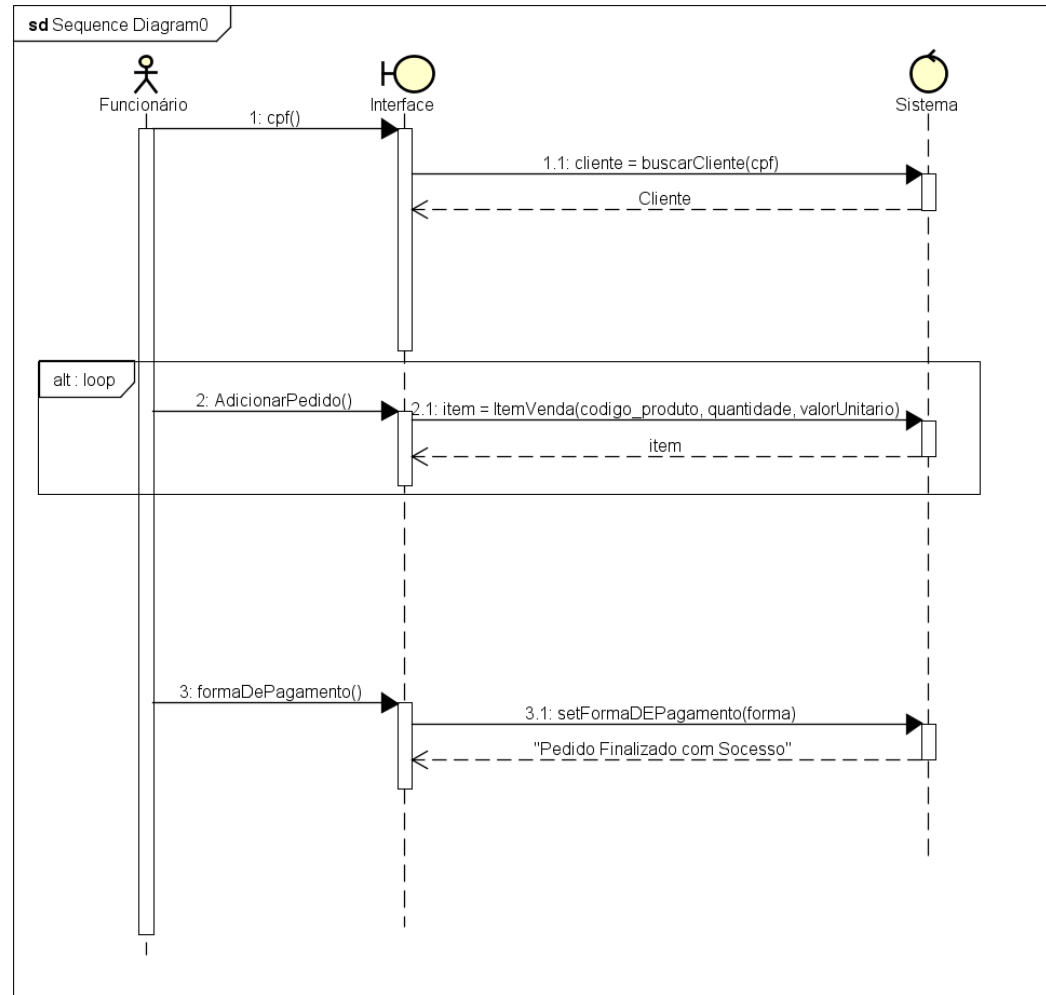 sd Sequence Diagram0
Funcionário
Interface
Sistema
1: cpf()
1.1: cliente = buscarCliente(cpf)
Cliente
alt : loop
2: AdicionarPedido()
2.1: item = ItemVenda(codigo_produto, quantidade, valorUnitario)
item
3: formaDePagamento()
3.1: setFormaDEPagamento(forma)
"Pedido Finalizado com Socesso"